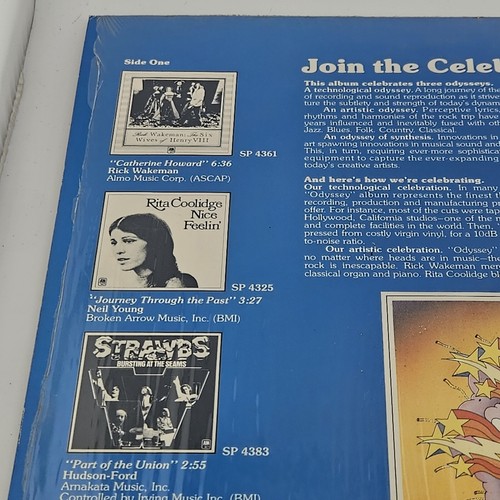 Side One
Rick Wakeman, The Six
Wives of Henry VIII
SP 4361
"Catherine Howard" 6:36
Rick Wakeman
Almo Music Corp. (ASCAP)
Rita Coolidge
Nice
Feelin'
SP 4325
"Journey Through the Past" 3:27
Neil Young
Broken Arrow Music, Inc. (BMI)
STRAWBS
BURSTING AT THE SEAMS
SP 4383
"Part of the Union" 2:55
Hudson-Ford
Arnakata Music, Inc.
Controlled by Irving Music Inc. (BMI)
Join the Celeb
This album celebrates three odysseys.
A technological odyssey. A long journey of the
of recording and sound reproduction as it strives
ture the subtlety and strength of today's dynam
An artistic odyssey. Perceptive lyrics,
rhythms and harmonies of the rock trip have
years influenced and inevitably fused with oth
Jazz. Blues. Folk. Country. Classical.
An odyssey of synthesis. Innovations in
art spawning innovations in musical sound and
This, in turn, requiring ever-more sophistica
equipment to capture the ever-expanding
today's creative artists.
And here's how we're celebrating.
Our technological celebration. In many
"Odyssey" album represents the finest
recording, production and manufacturing pr
offer. For instance, most of the cuts were tap
Hollywood, California studios—one of the m
and complete facilities in the world. Then, "
pressed from costly virgin vinyl, for a 10dB
to-noise ratio.
Our artistic celebration. "Odyssey"
no matter where heads are in music—the
rock is inescapable. Rick Wakeman mer
classical organ and piano. Rita Coolidge bl